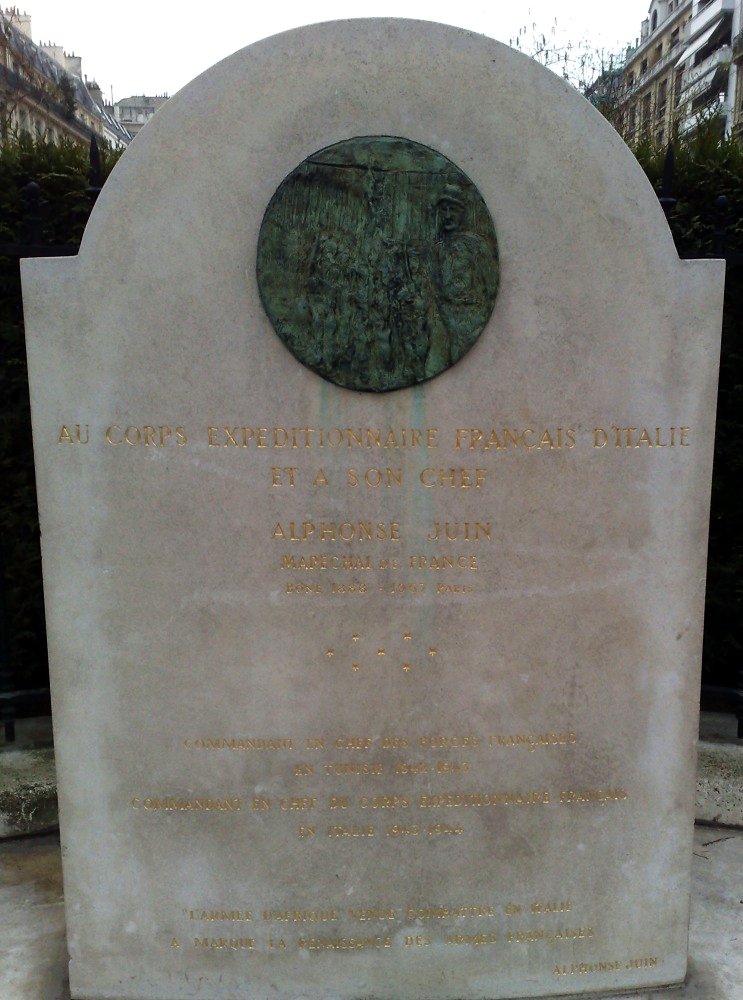 AU CORPS EXPEDITIONNAIRE FRANÇAIS D'ITALIE
ET A SON CHEF
ALPHONSE JUIN
MARECHAL DE FRANCE
BONE 1888 - 1967 PARIS
COMMANDANT EN CHEF DES FORCES FRANÇAISES
EN TUNISIE 1942-1943
COMMANDANT EN CHEF DU CORPS EXPEDITIONNAIRE FRANÇAIS
EN ITALIE 1943-1944
"L'ARMEE D'AFRIQUE VENUE COMBATTRE EN ITALIE
A MARQUE LA RENAISSANCE DES ARMES FRANÇAISES
ALPHONSE JUIN